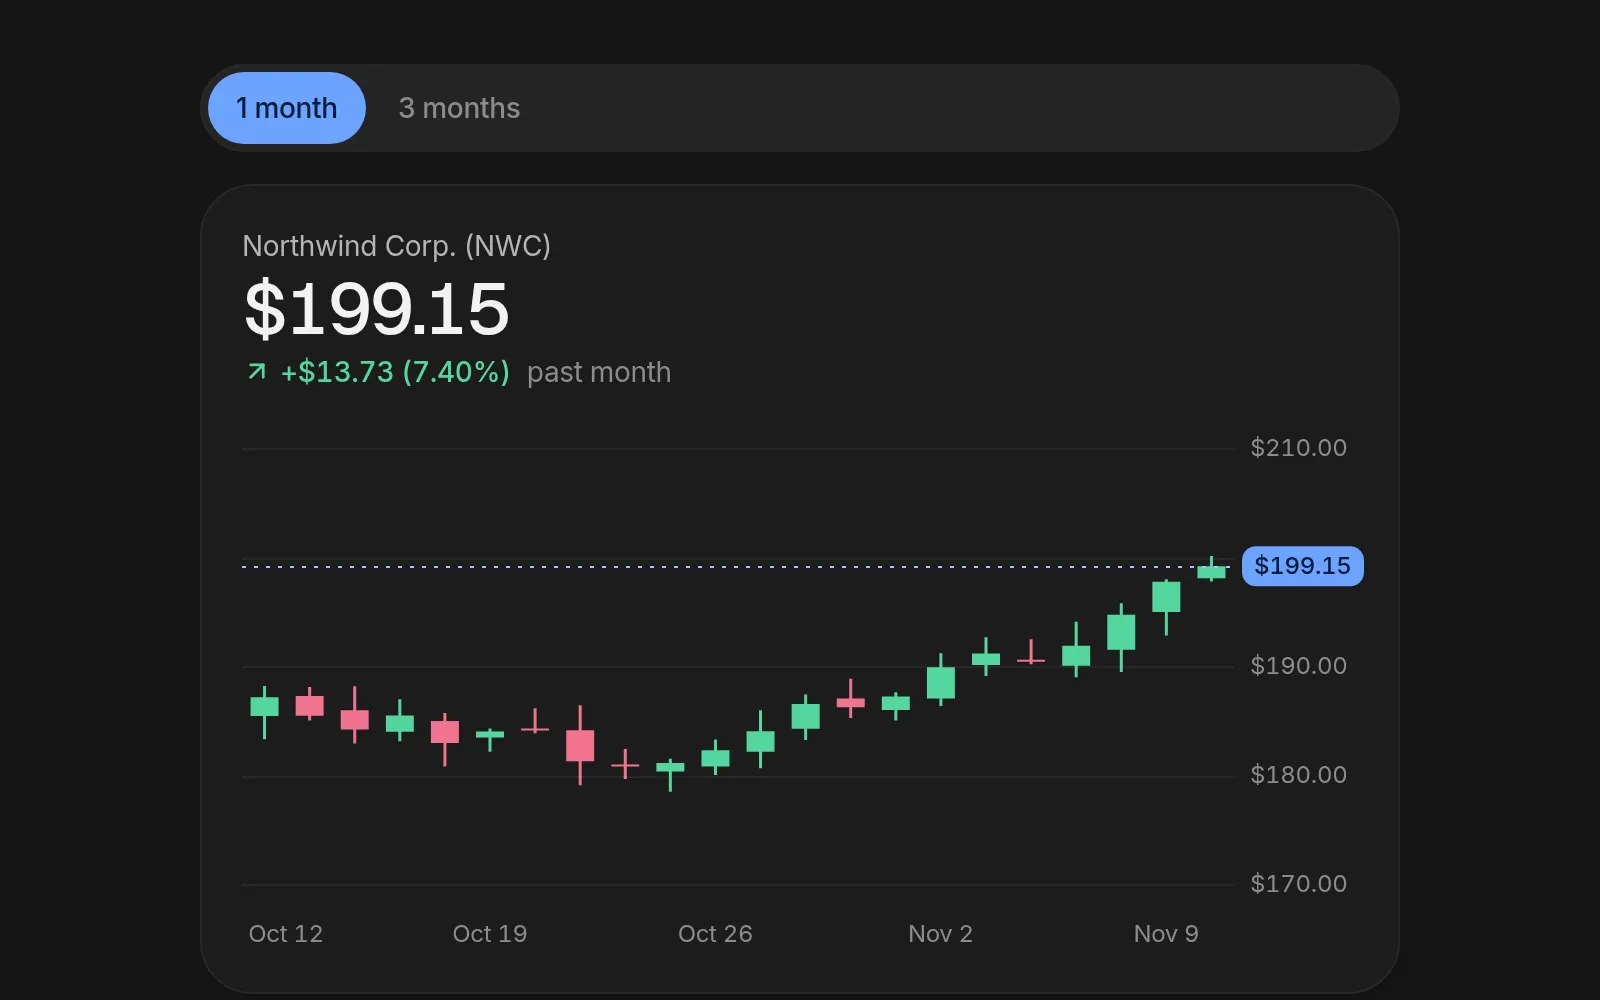 1 month
3 months
Northwind Corp. (NWC)
$199.15
+$13.73 (7.40%) past month
$210.00
$199.15
$190.00
$180.00
$170.00
Oct 12 Oct 19 Oct 26 Nov 2 Nov 9